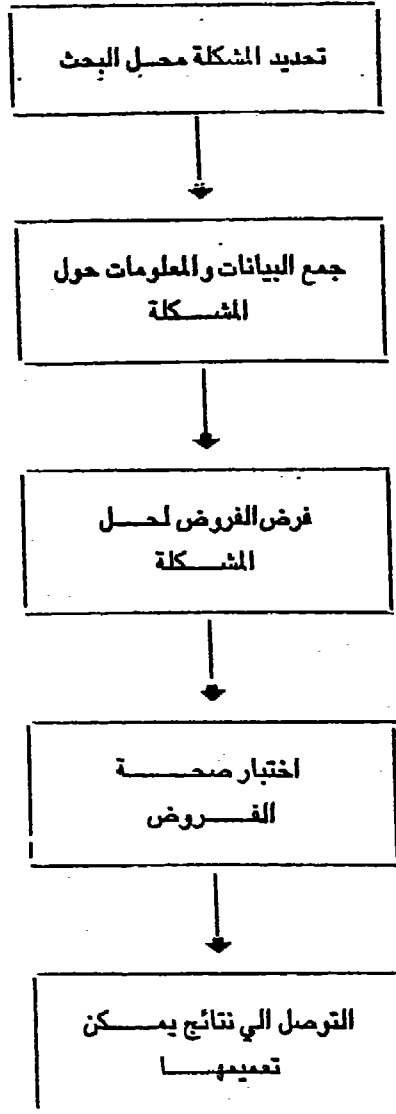 تحديد المشكلة محل البحث
جمع البيانات والمعلومات حول
المشكلة
فرض الفروض لحل
المشكلة
اختبار صحة
الفروض
التوصل الي نتائج يمكن
تعميمها